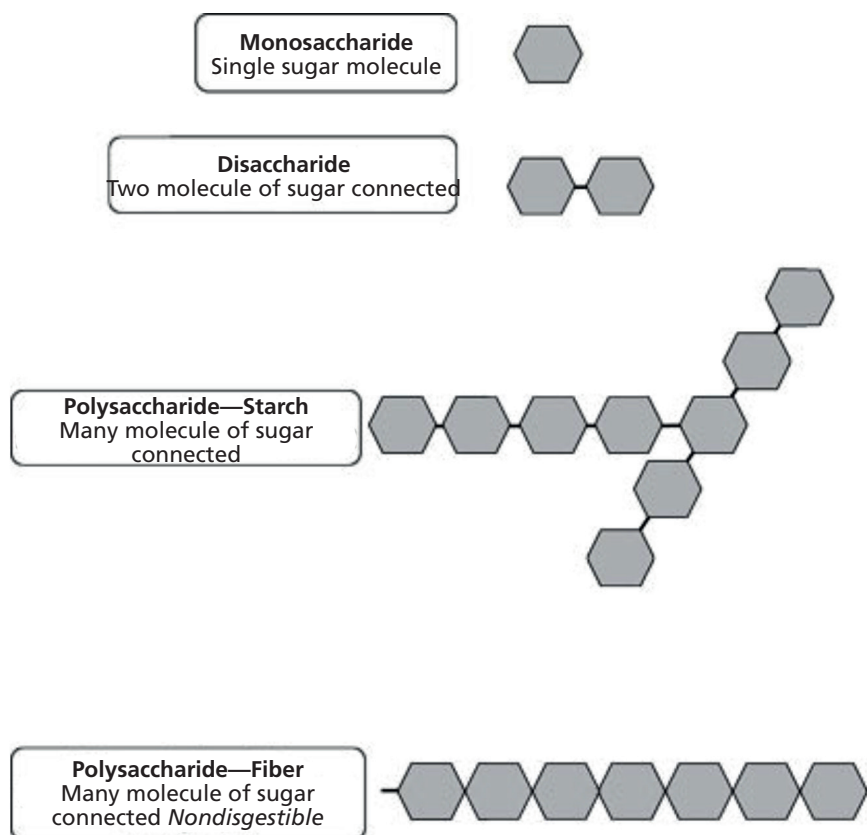 Monosaccharide
Single sugar molecule
Disaccharide
Two molecule of sugar connected
Polysaccharide—Starch
Many molecule of sugar
connected
Polysaccharide—Fiber
Many molecule of sugar
connected Nondisgestible